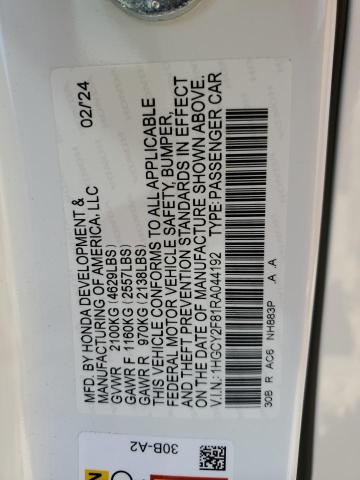 MFD. BY HONDA DEVELOPMENT & 02/'24
MANUFACTURING OF AMERICA, LLC
GVWR 2100KG (4629LBS)
GAWR F 1160KG (2557LBS)
GAWR R 970KG (2138LBS)
THIS VEHICLE CONFORMS TO ALL APPLICABLE
FEDERAL MOTOR VEHICLE SAFETY, BUMPER,
AND THEFT PREVENTION STANDARDS IN EFFECT
ON THE DATE OF MANUFACTURE SHOWN ABOVE.
V.I.N.: 1HGCY2F81RA044192 TYPE: PASSENGER CAR
30B R AC6 NH883P A A
30B-A2